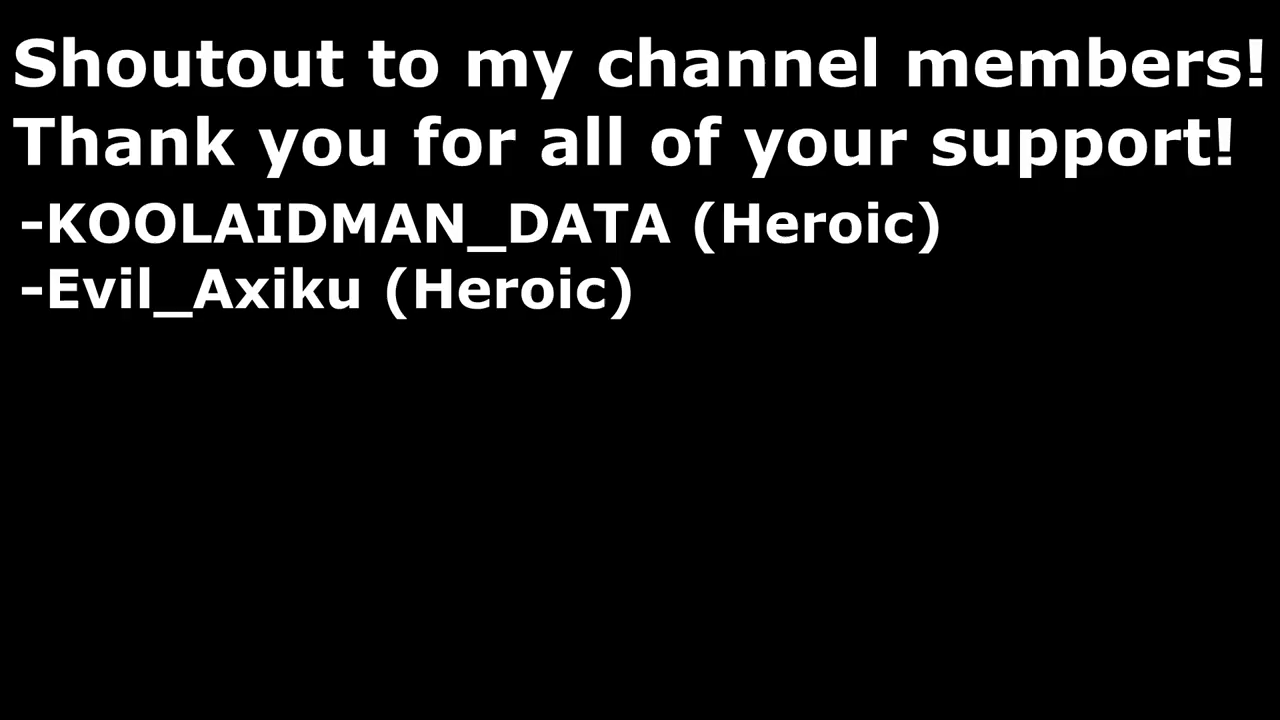 Shoutout to my channel members!
Thank you for all of your support!
-KOOLAIDMAN_DATA (Heroic)
-Evil_Axiku (Heroic)